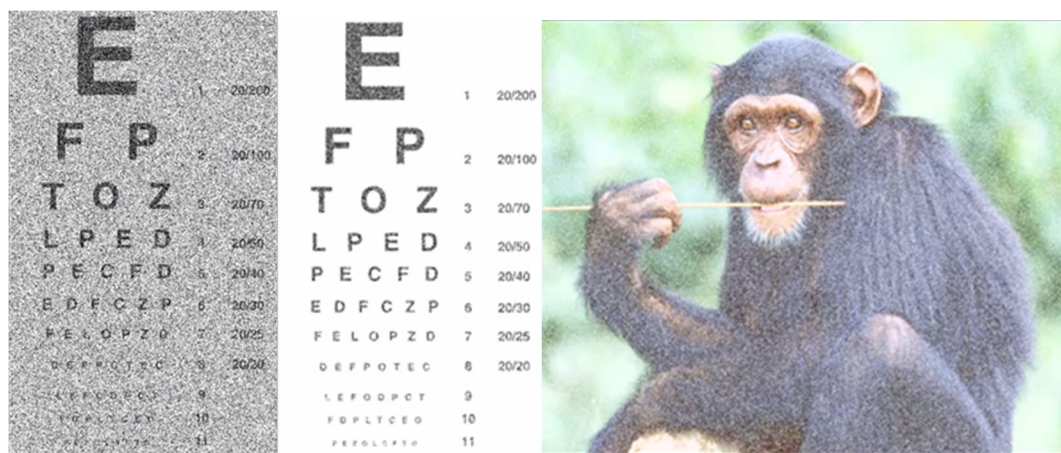 E 1 20/200
F P 2 20/100
T O Z 3 20/70
L P E D 4 20/50
P E C F D 5 20/40
E D F C Z P 6 20/30
F E L O P Z D 7 20/25
D E F P O T E C 8 20/20
9
10
11
E 1 20/200
F P 2 20/100
T O Z 3 20/70
L P E D 4 20/50
P E C F D 5 20/40
E D F C Z P 6 20/30
F E L O P Z D 7 20/25
D E F P O T E C 8 20/20
L E F O D P C T 9
F D P L T C E O 10
11